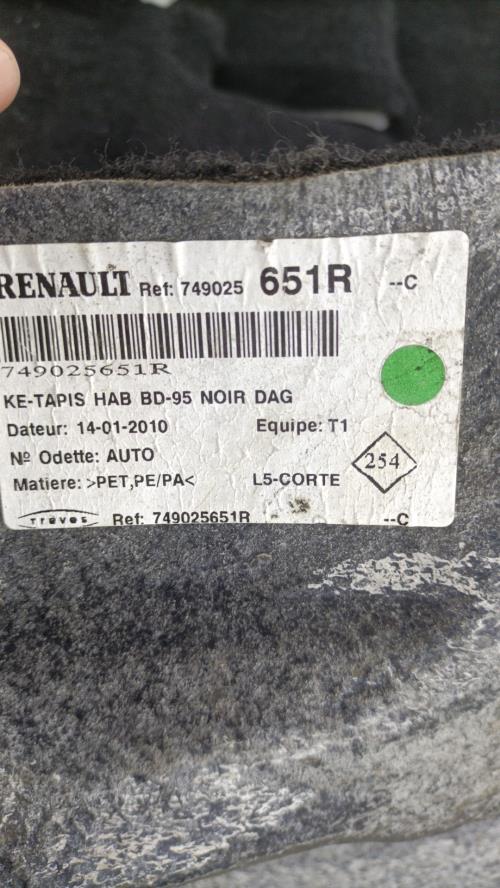 RENAULT Ref: 749025 651R --C
749025651R
KE-TAPIS HAB BD-95 NOIR DAG
Dateur: 14-01-2010 Equipe: T1
Nº Odette: AUTO
254
Matiere: >PET,PE/PA< L5-CORTE
Treves Ref: 749025651R --C